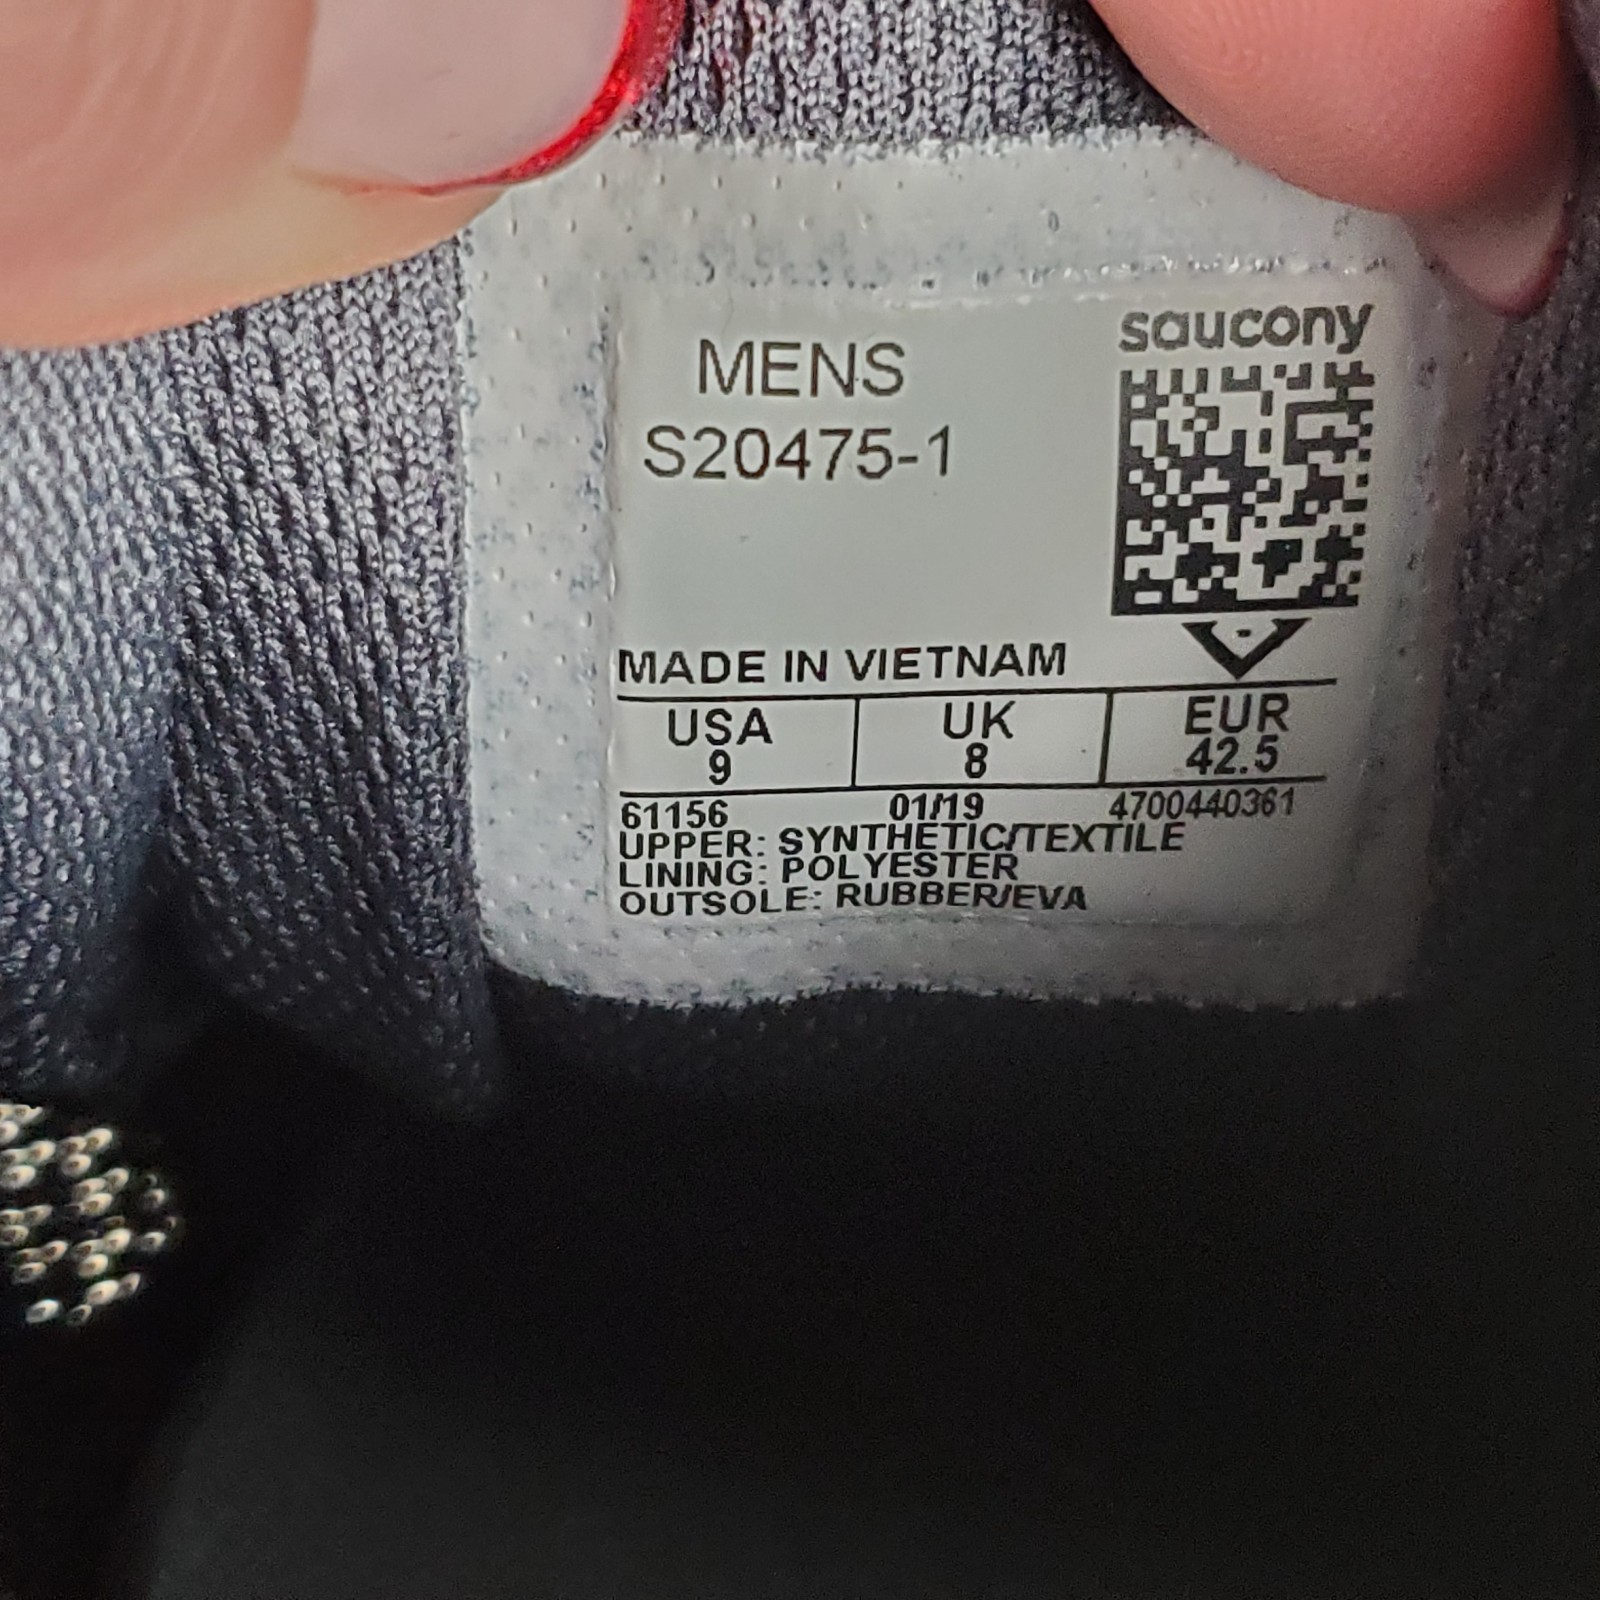 saucony
MENS
S20475-1
MADE IN VIETNAM
USA UK EUR
9 8 42.5
61156 01/19 4700440361
UPPER: SYNTHETIC/TEXTILE
LINING: POLYESTER
OUTSOLE: RUBBER/EVA